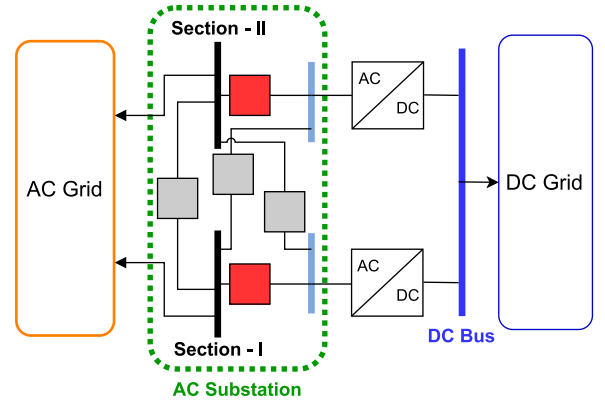 Section - II
AC
DC
AC Grid
DC Grid
AC
DC
DC Bus
Section - I
AC Substation